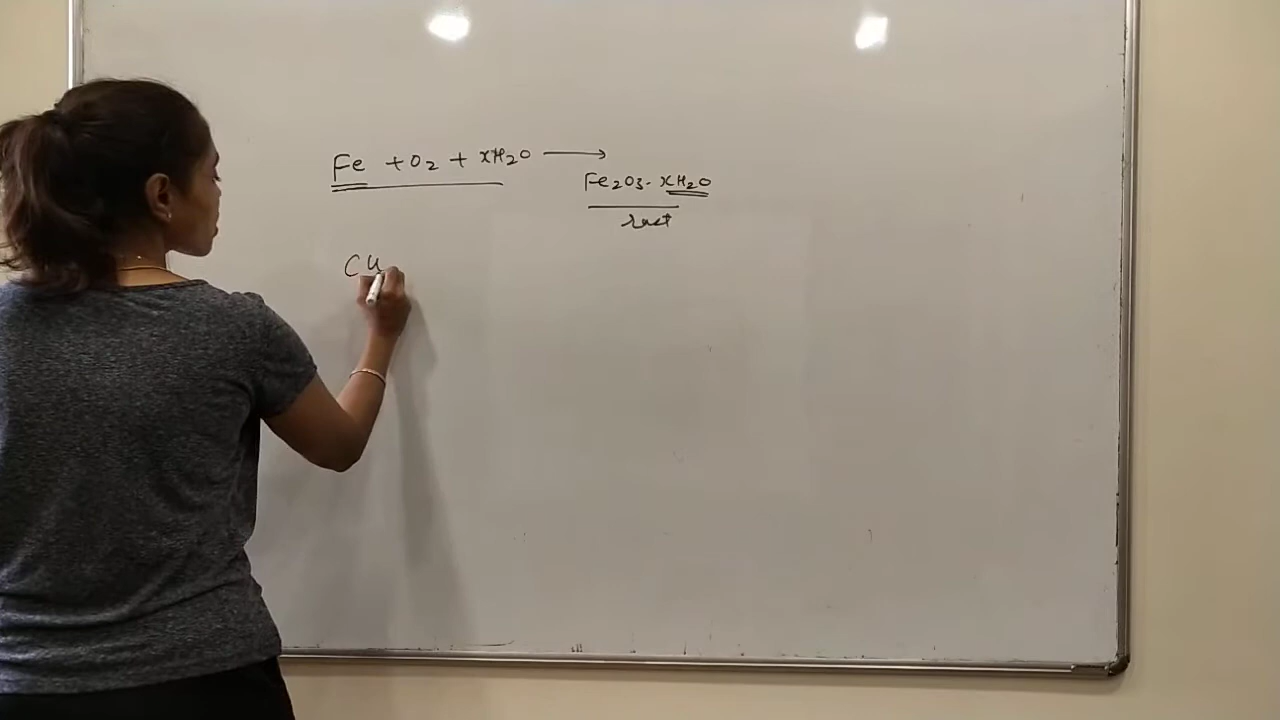 Fe + O2 + xH2O ⟶
Fe2O3. xH2O
rust
Cu